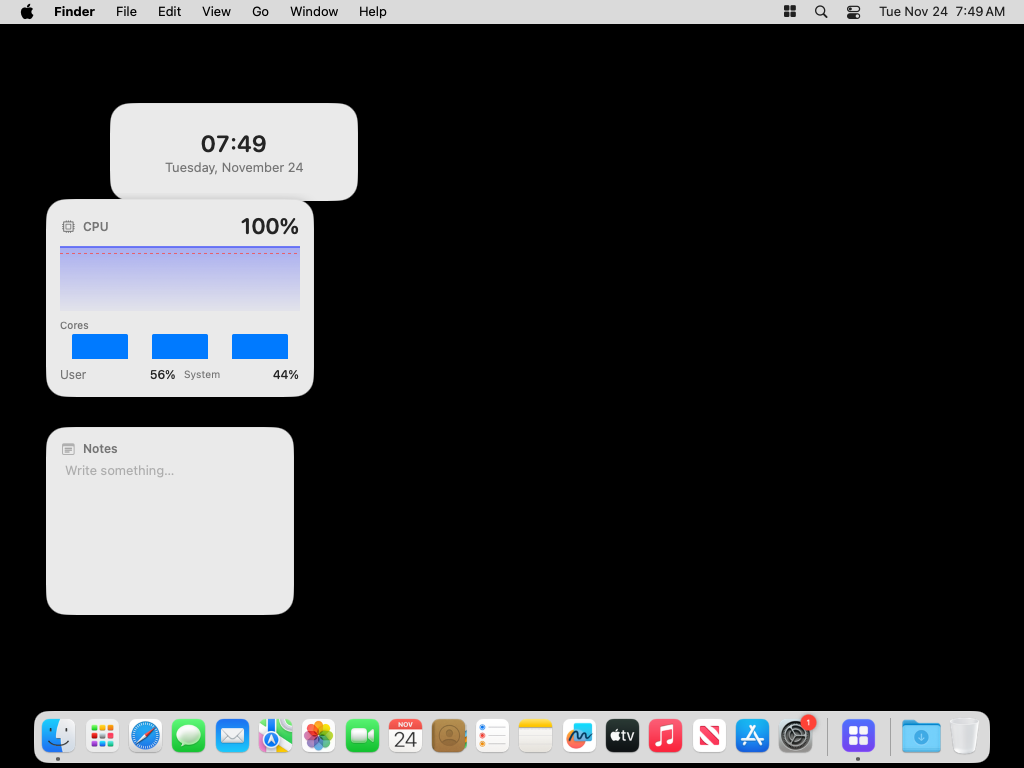 Finder File Edit View Go Window Help Tue Nov 24 7:49 AM
07:49
Tuesday, November 24
CPU 100%
Cores
User 56% System 44%
Notes
Write something...
NOV
24
tv
1